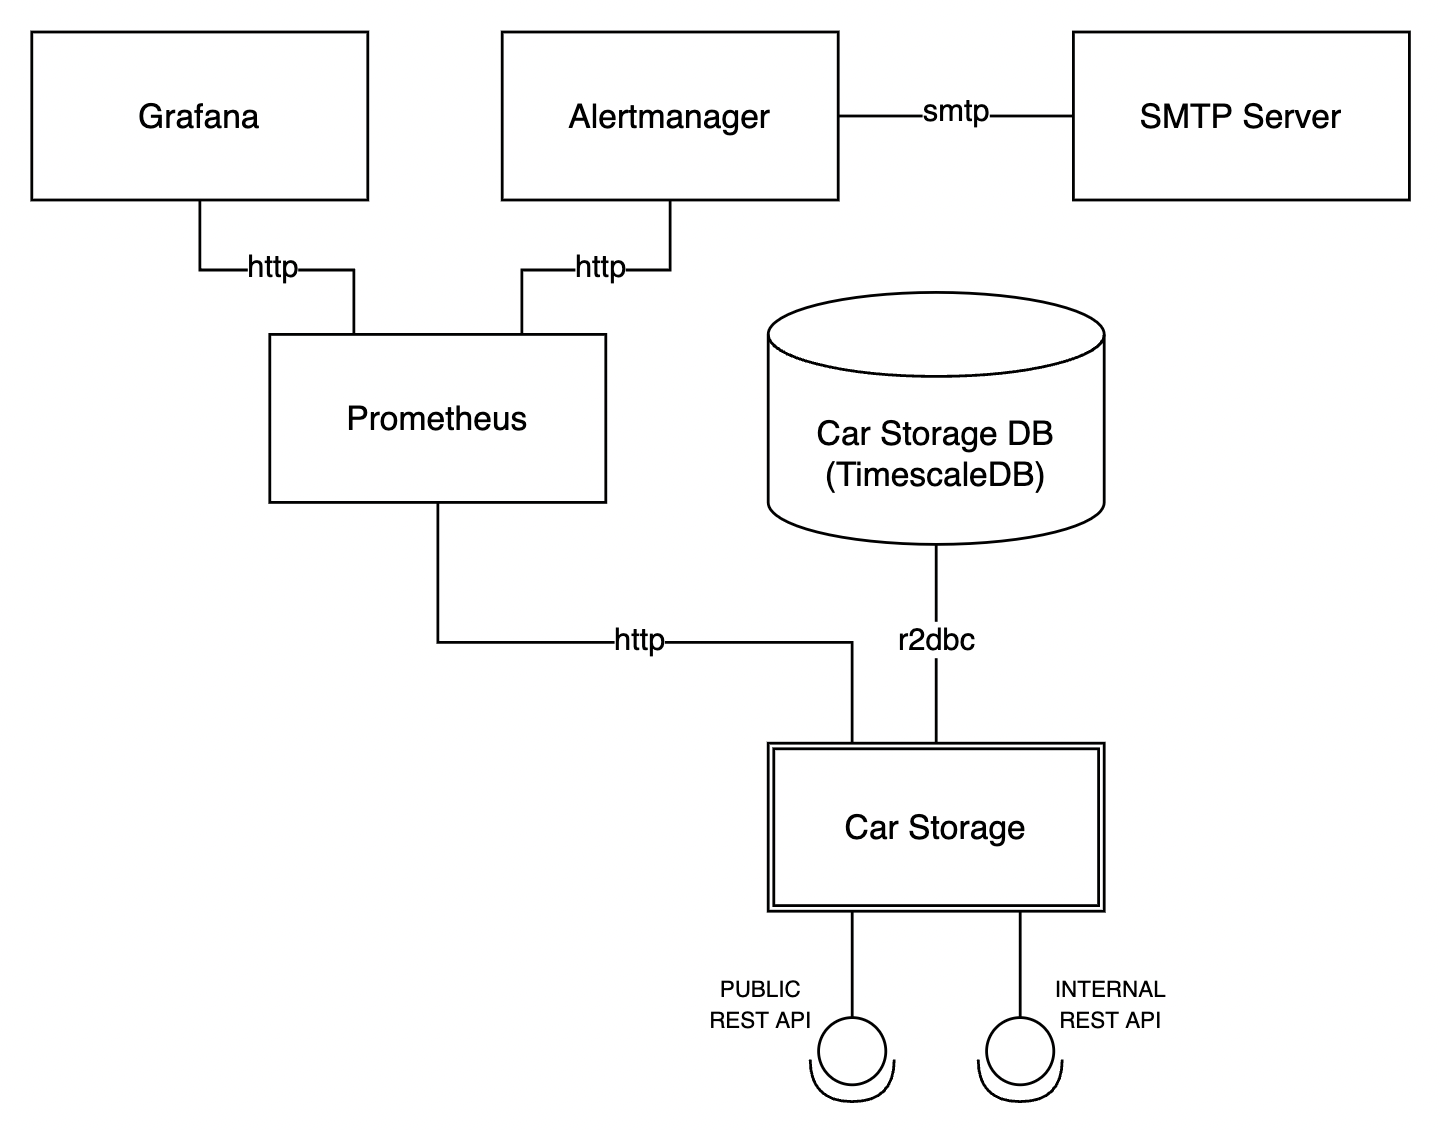 Grafana
Alertmanager
smtp
SMTP Server
http
http
Prometheus
Car Storage DB
(TimescaleDB)
http
r2dbc
Car Storage
PUBLIC
REST API
INTERNAL
REST API